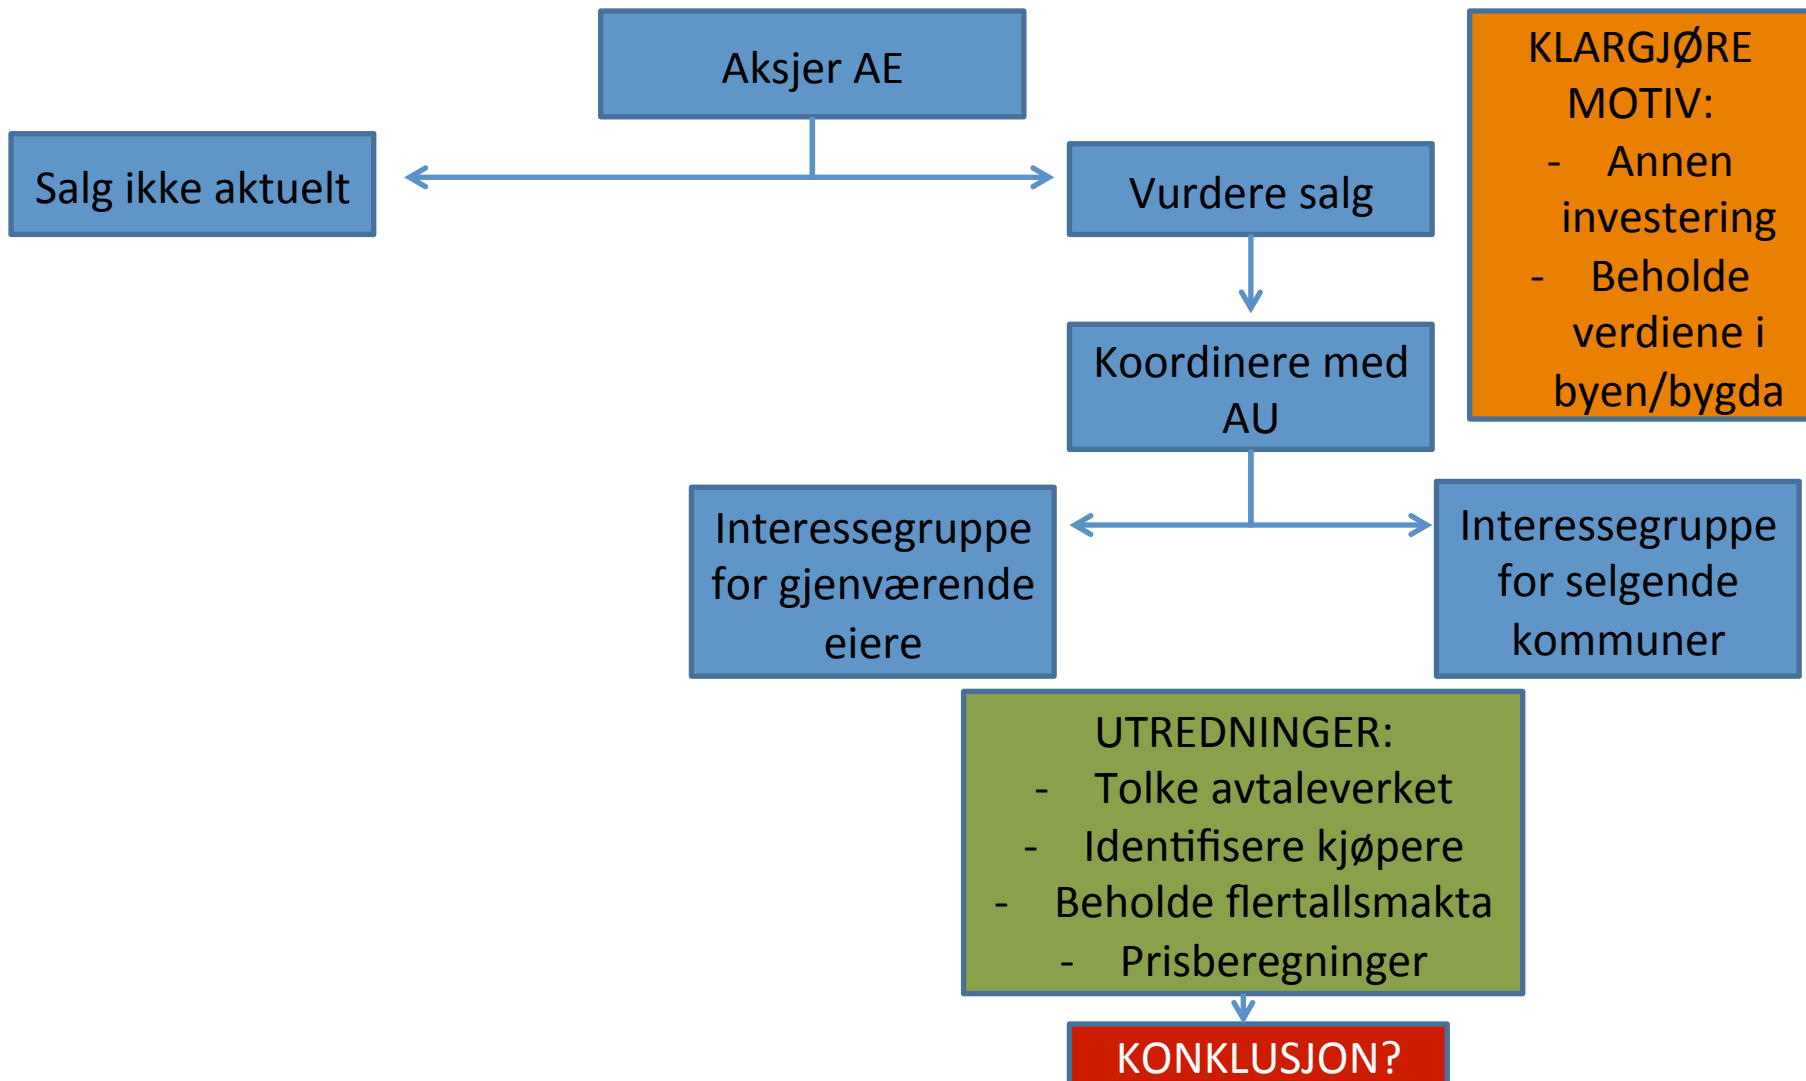 Aksjer AE
KLARGJØRE
MOTIV:
- Annen
investering
- Beholde
verdiene i
byen/bygda
Salg ikke aktuelt
Vurdere salg
Koordinere med
AU
Interessegruppe
for gjenværende
eiere
Interessegruppe
for selgende
kommuner
UTREDNINGER:
- Tolke avtaleverket
- Identifisere kjøpere
- Beholde flertallsmakta
- Prisberegninger
KONKLUSJON?